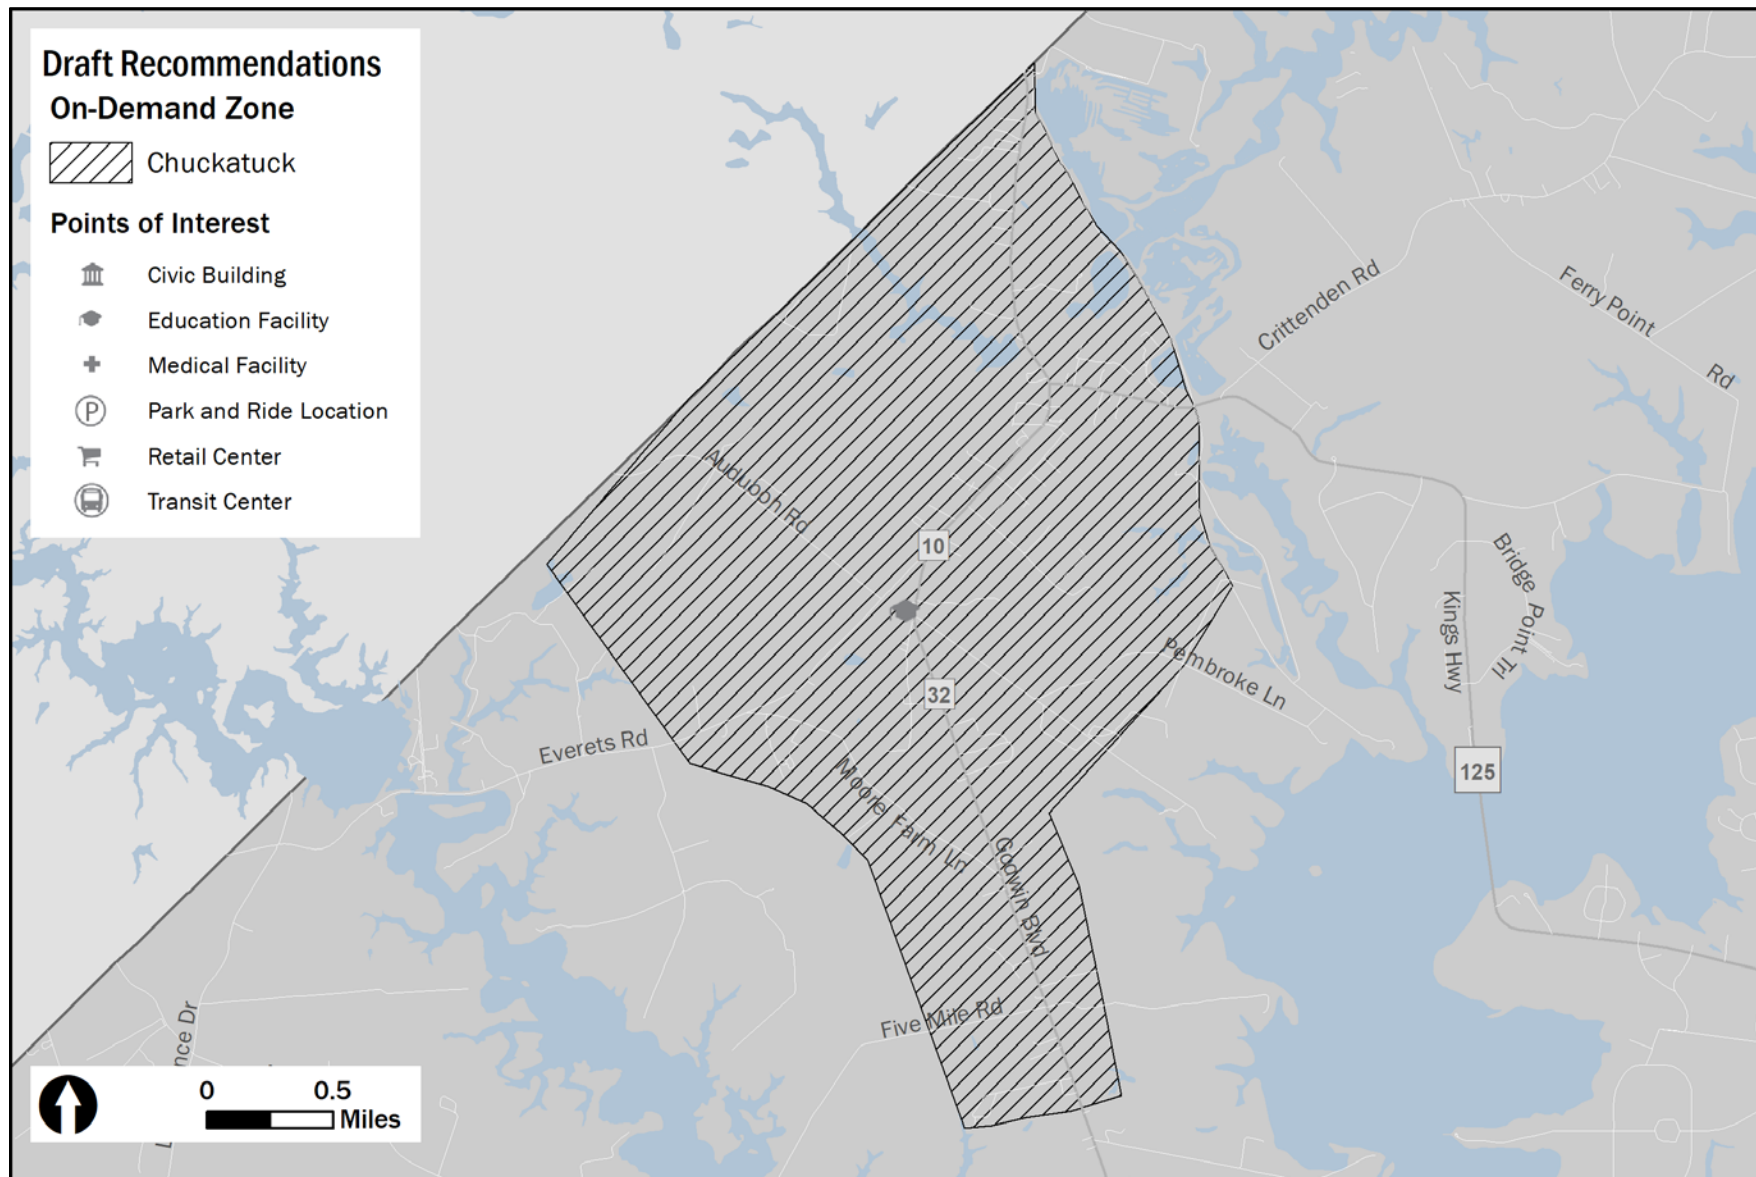 Draft Recommendations
On-Demand Zone
Chuckatuck
Points of Interest
Civic Building
Education Facility
Medical Facility
P
Park and Ride Location
Retail Center
Transit Center
Crittenden Rd
Ferry Point
Rd
Audubon Rd
10
Bridge Point Trl
Kings Hwy
Pembroke Ln
32
Everets Rd
125
Moore Farm Ln
Godwin Blvd
Five Mile Rd
nce Dr
0 0.5
Miles